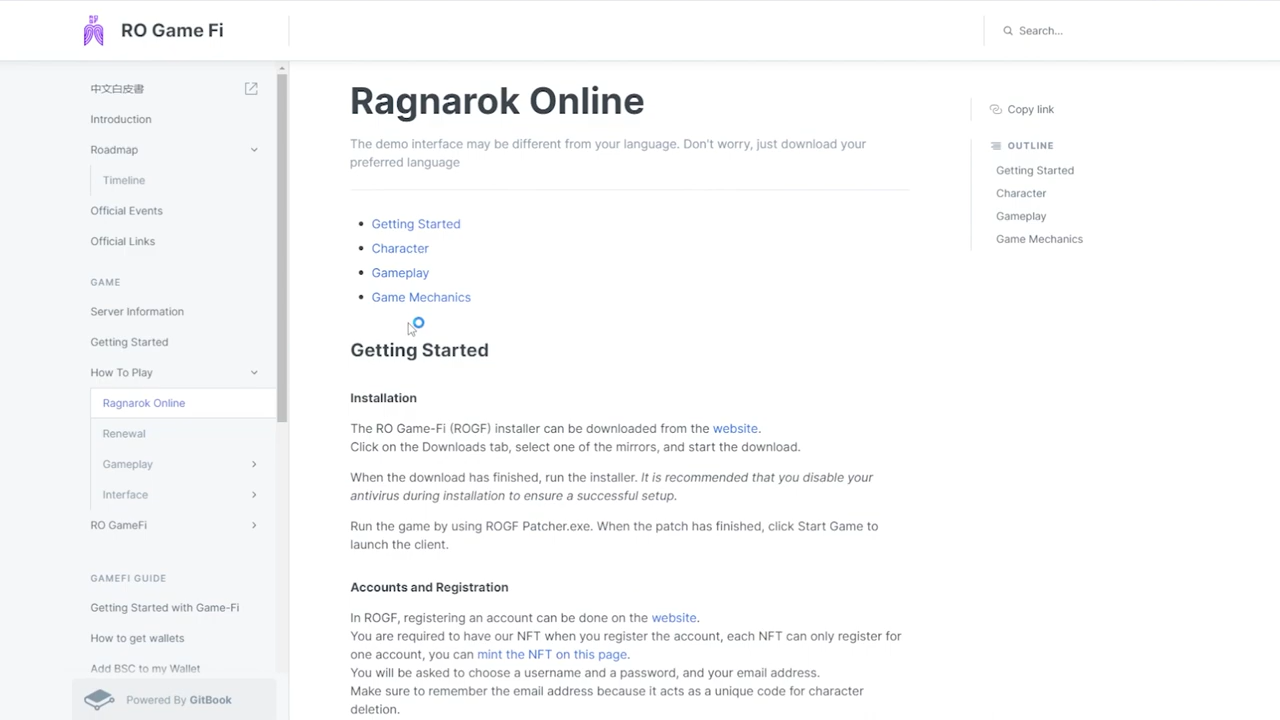 RO Game Fi
Search...
中文白皮書
Introduction
Roadmap
Timeline
Official Events
Official Links
GAME
Server Information
Getting Started
How To Play
Ragnarok Online
Renewal
Gameplay
Interface
RO GameFi
GAMEFI GUIDE
Getting Started with Game-Fi
How to get wallets
Add BSC to my Wallet
Powered By GitBook
Ragnarok Online
The demo interface may be different from your language. Don't worry, just download your
preferred language
• Getting Started
• Character
• Gameplay
• Game Mechanics
Getting Started
Installation
The RO Game-Fi (ROGF) installer can be downloaded from the website.
Click on the Downloads tab, select one of the mirrors, and start the download.
When the download has finished, run the installer. It is recommended that you disable your
antivirus during installation to ensure a successful setup.
Run the game by using ROGF Patcher.exe. When the patch has finished, click Start Game to
launch the client.
Accounts and Registration
In ROGF, registering an account can be done on the website.
You are required to have our NFT when you register the account, each NFT can only register for
one account, you can mint the NFT on this page.
You will be asked to choose a username and a password, and your email address.
Make sure to remember the email address because it acts as a unique code for character
deletion.
Copy link
OUTLINE
Getting Started
Character
Gameplay
Game Mechanics